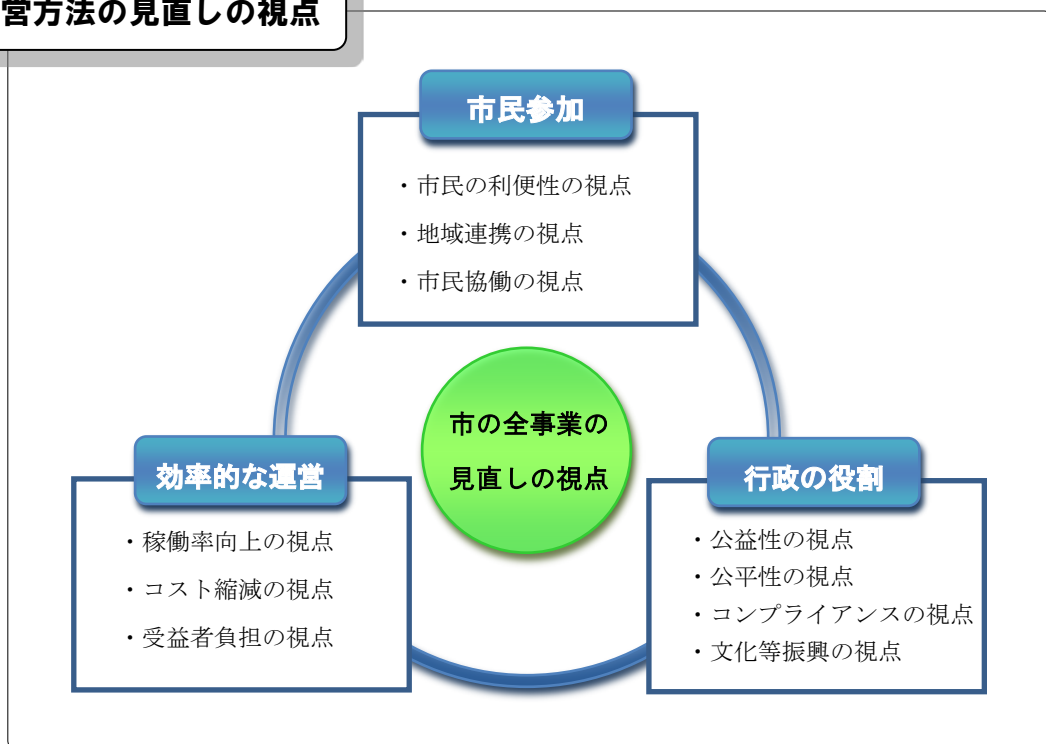 営方法の見直しの視点
市民参加
・市民の利便性の視点
・地域連携の視点
・市民協働の視点
市の全事業の
見直しの視点
効率的な運営
・稼働率向上の視点
・コスト縮減の視点
・受益者負担の視点
行政の役割
・公益性の視点
・公平性の視点
・コンプライアンスの視点
・文化等振興の視点